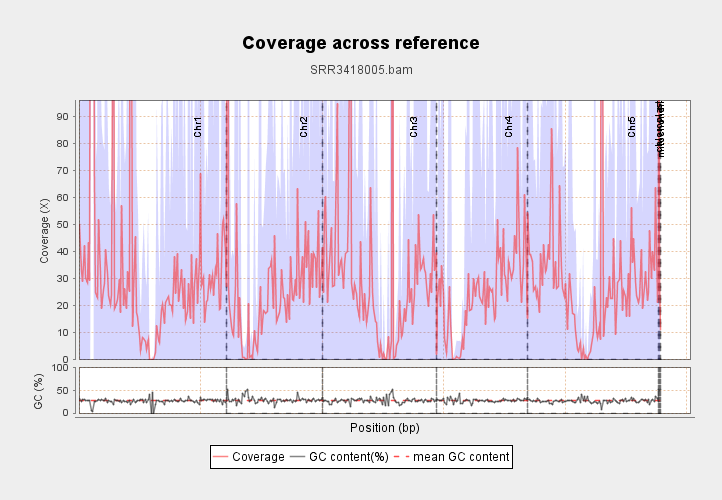 Coverage across reference
SRR3418005.bam
Coverage (X)
90
80
70
60
50
40
30
20
10
0
Chr1
Chr2
Chr3
Chr4
Chr5
GC (%)
100
50
0
Position (bp)
Coverage
GC content(%)
mean GC content